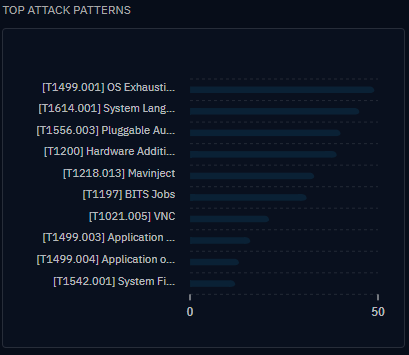 TOP ATTACK PATTERNS
[T1499.001] OS Exhausti...
[T1614.001] System Lang...
[T1556.003] Pluggable Au...
[T1200] Hardware Additi...
[T1218.013] Mavinject
[T1197] BITS Jobs
[T1021.005] VNC
[T1499.003] Application ...
[T1499.004] Application o...
[T1542.001] System Fi...
0 50